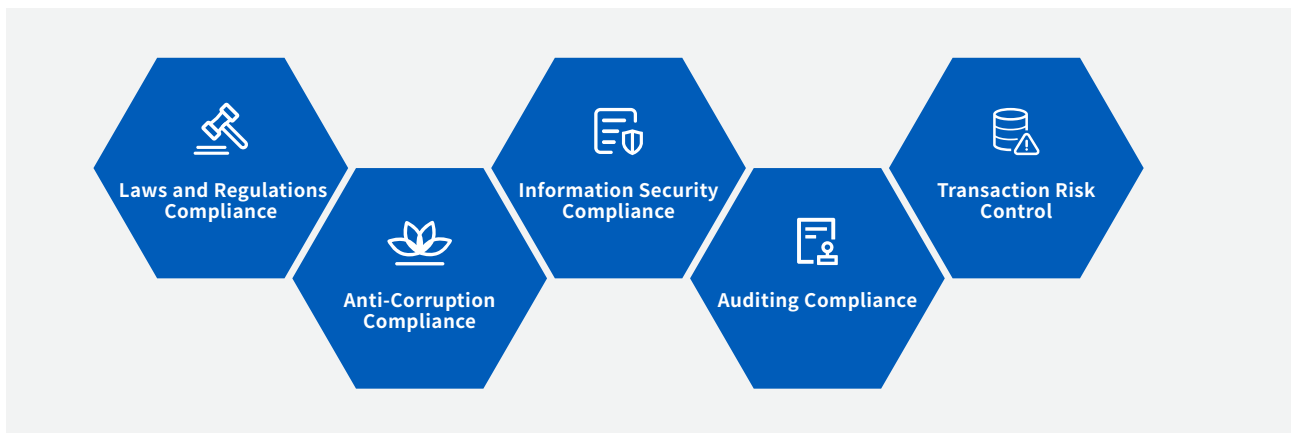 Laws and Regulations
Compliance
Anti-Corruption
Compliance
Information Security
Compliance
Auditing Compliance
Transaction Risk
Control